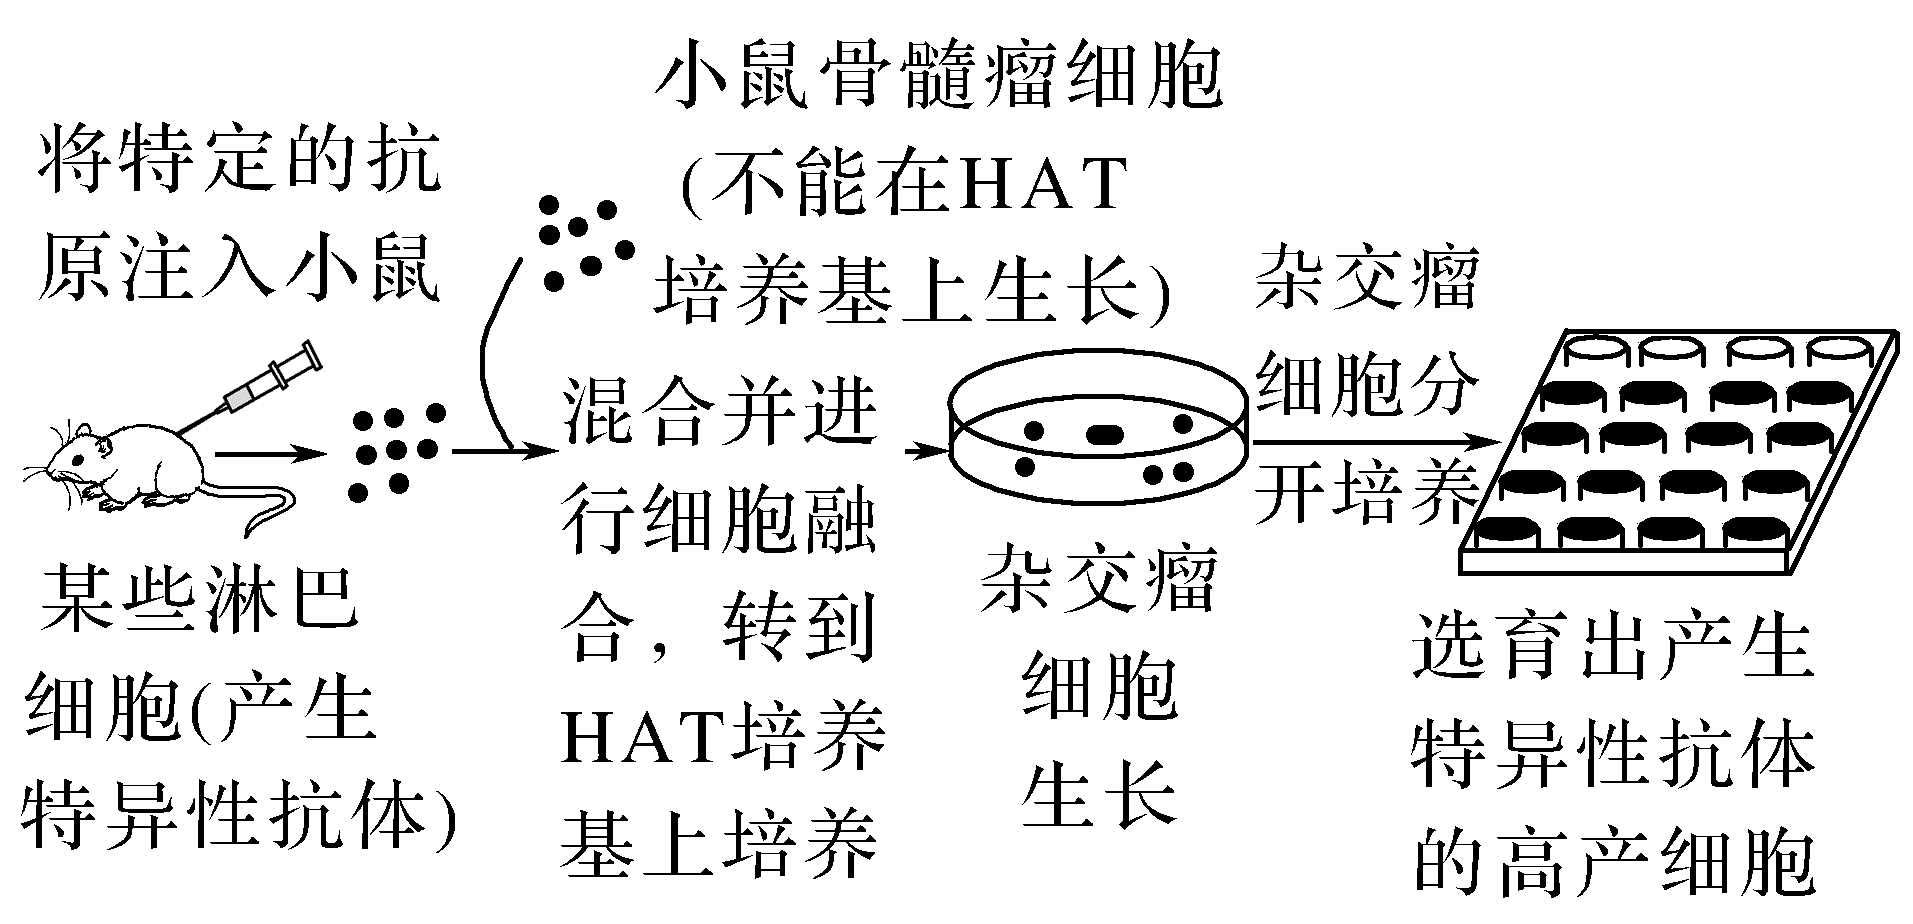 将特定的抗
原注入小鼠
某些淋巴
细胞(产生
特异性抗体)
小鼠骨髓瘤细胞
(不能在HAT
培养基上生长)
混合并进
行细胞融
合，转到
HAT培养
基上培养
杂交瘤
细胞
生长
杂交瘤
细胞分
开培养
选育出产生
特异性抗体
的高产细胞